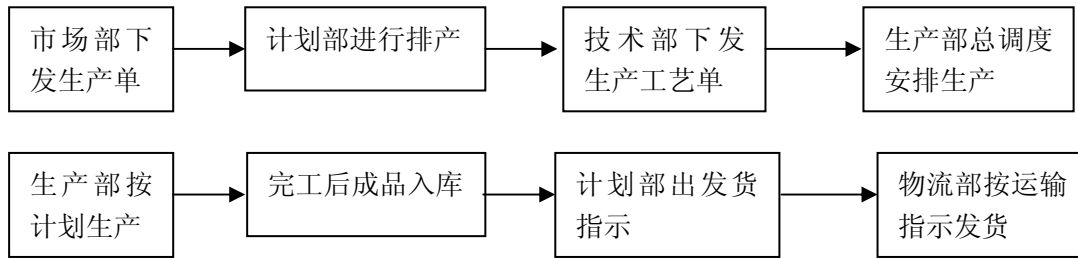 市场部下
发生产单
计划部进行排产
技术部下发
生产工艺单
生产部总调度
安排生产
生产部按
计划生产
完工后成品入库
计划部出发货
指示
物流部按运输
指示发货